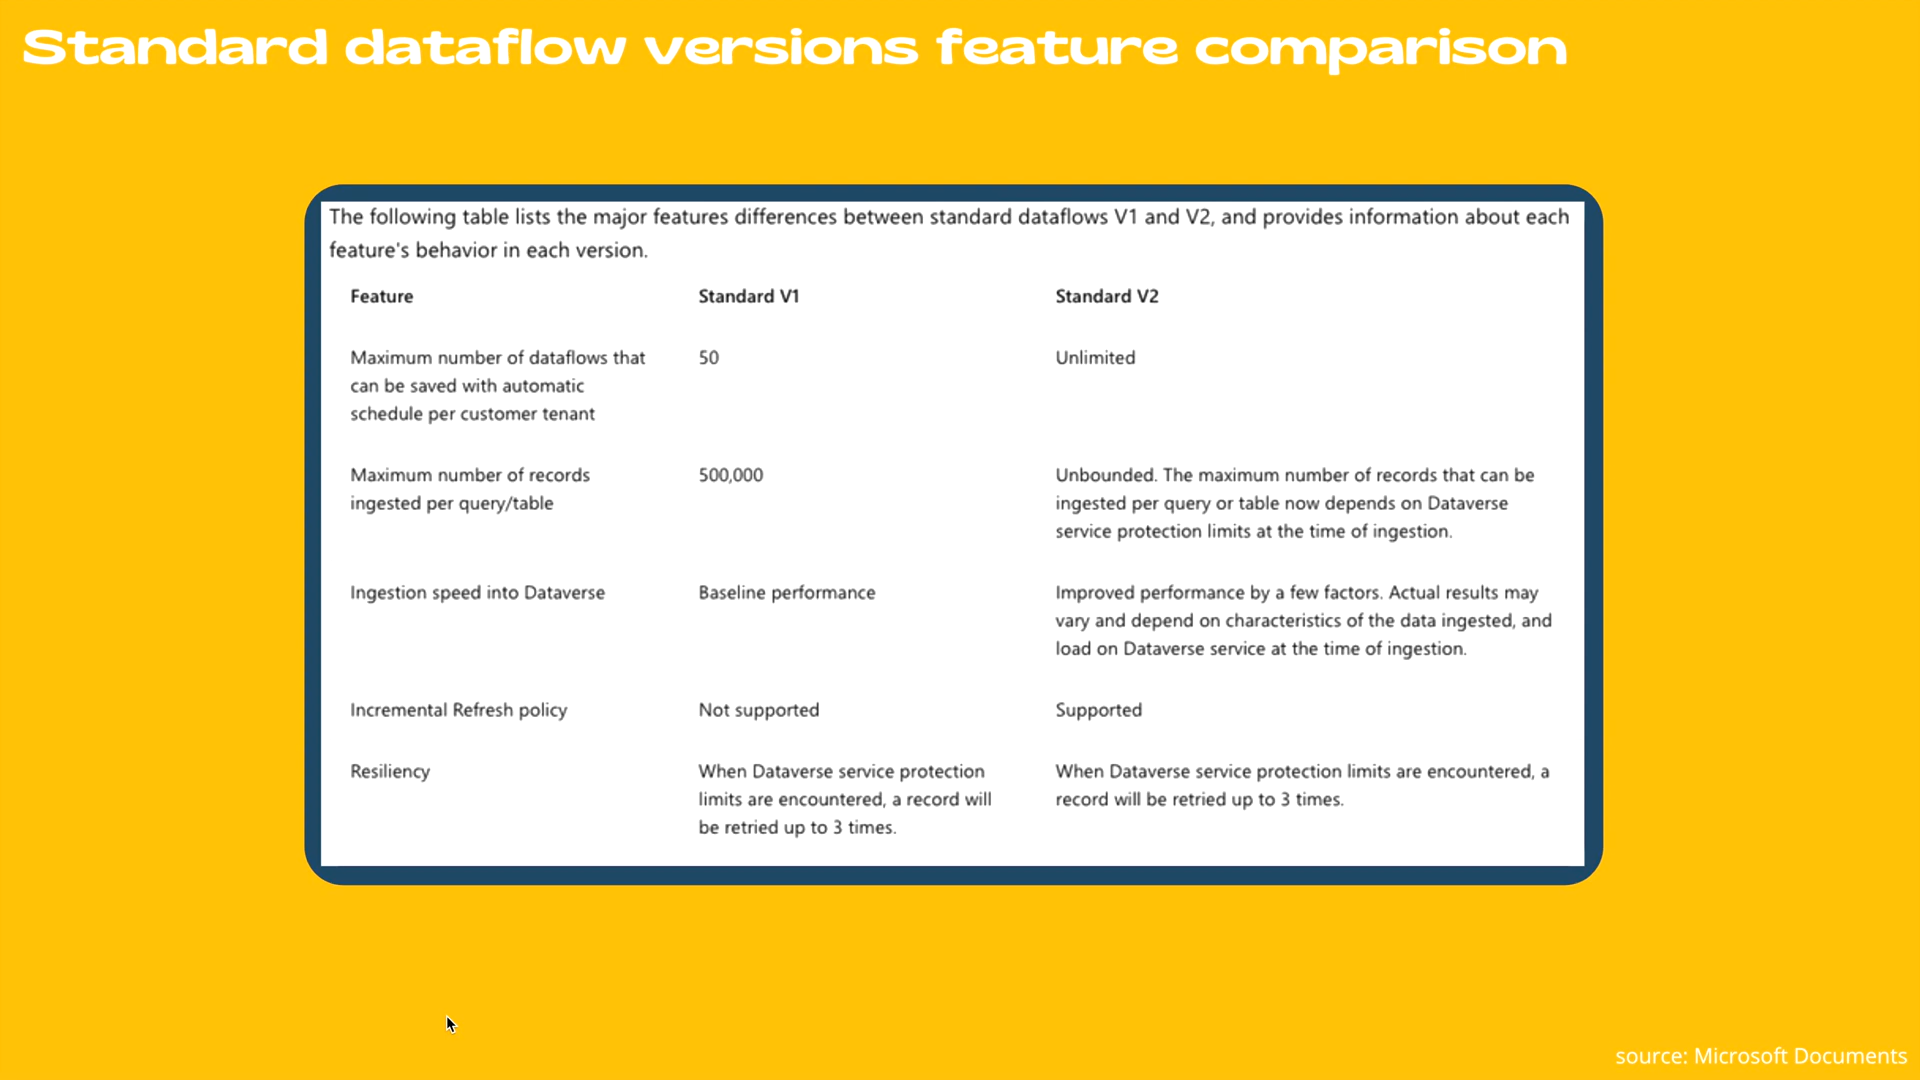 Standard dataflow versions feature comparison
The following table lists the major features differences between standard dataflows V1 and V2, and provides information about each
feature's behavior in each version.
Feature
Standard V1
Standard V2
Maximum number of dataflows that
can be saved with automatic
schedule per customer tenant
50
Unlimited
Maximum number of records
ingested per query/table
500,000
Unbounded. The maximum number of records that can be
ingested per query or table now depends on Dataverse
service protection limits at the time of ingestion.
Ingestion speed into Dataverse
Baseline performance
Improved performance by a few factors. Actual results may
vary and depend on characteristics of the data ingested, and
load on Dataverse service at the time of ingestion.
Incremental Refresh policy
Not supported
Supported
Resiliency
When Dataverse service protection
limits are encountered, a record will
be retried up to 3 times.
When Dataverse service protection limits are encountered, a
record will be retried up to 3 times.
source: Microsoft Documents